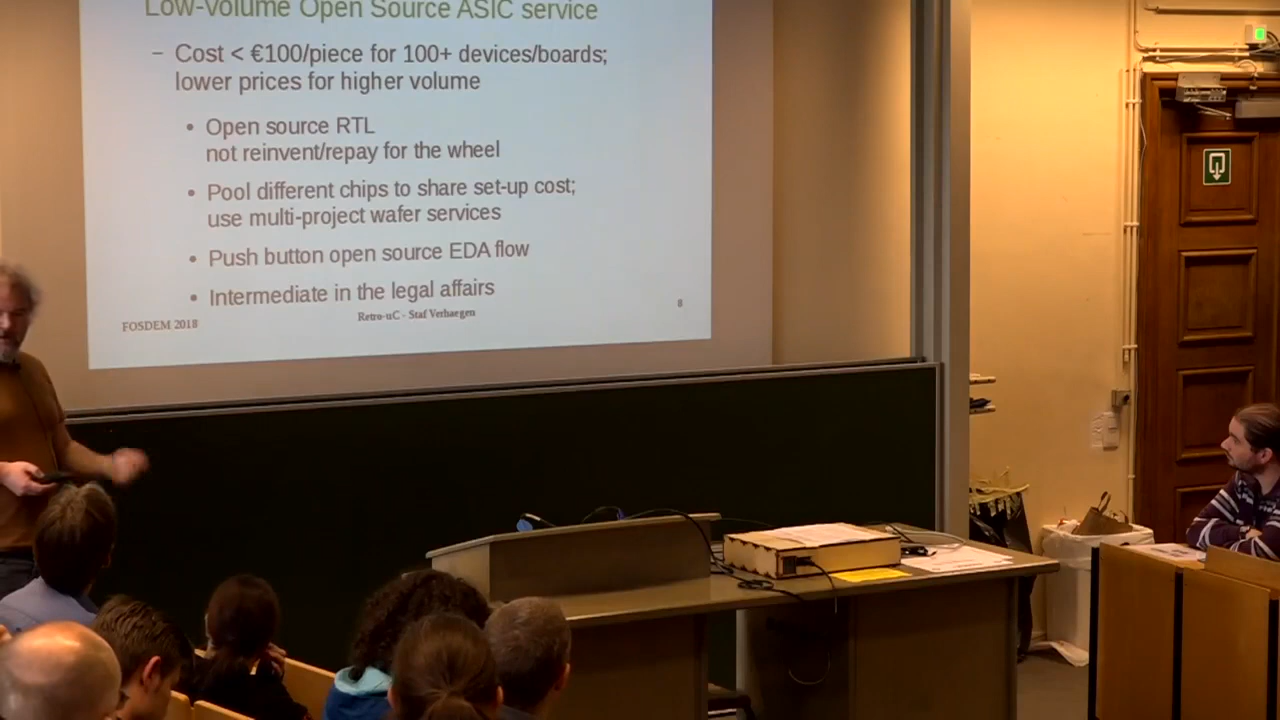 Low-Volume Open Source ASIC service
– Cost < €100/piece for 100+ devices/boards;
lower prices for higher volume
• Open source RTL
not reinvent/repay for the wheel
• Pool different chips to share set-up cost;
use multi-project wafer services
• Push button open source EDA flow
• Intermediate in the legal affairs
FOSDEM 2018
Retro-uC - Staf Verhaegen
8